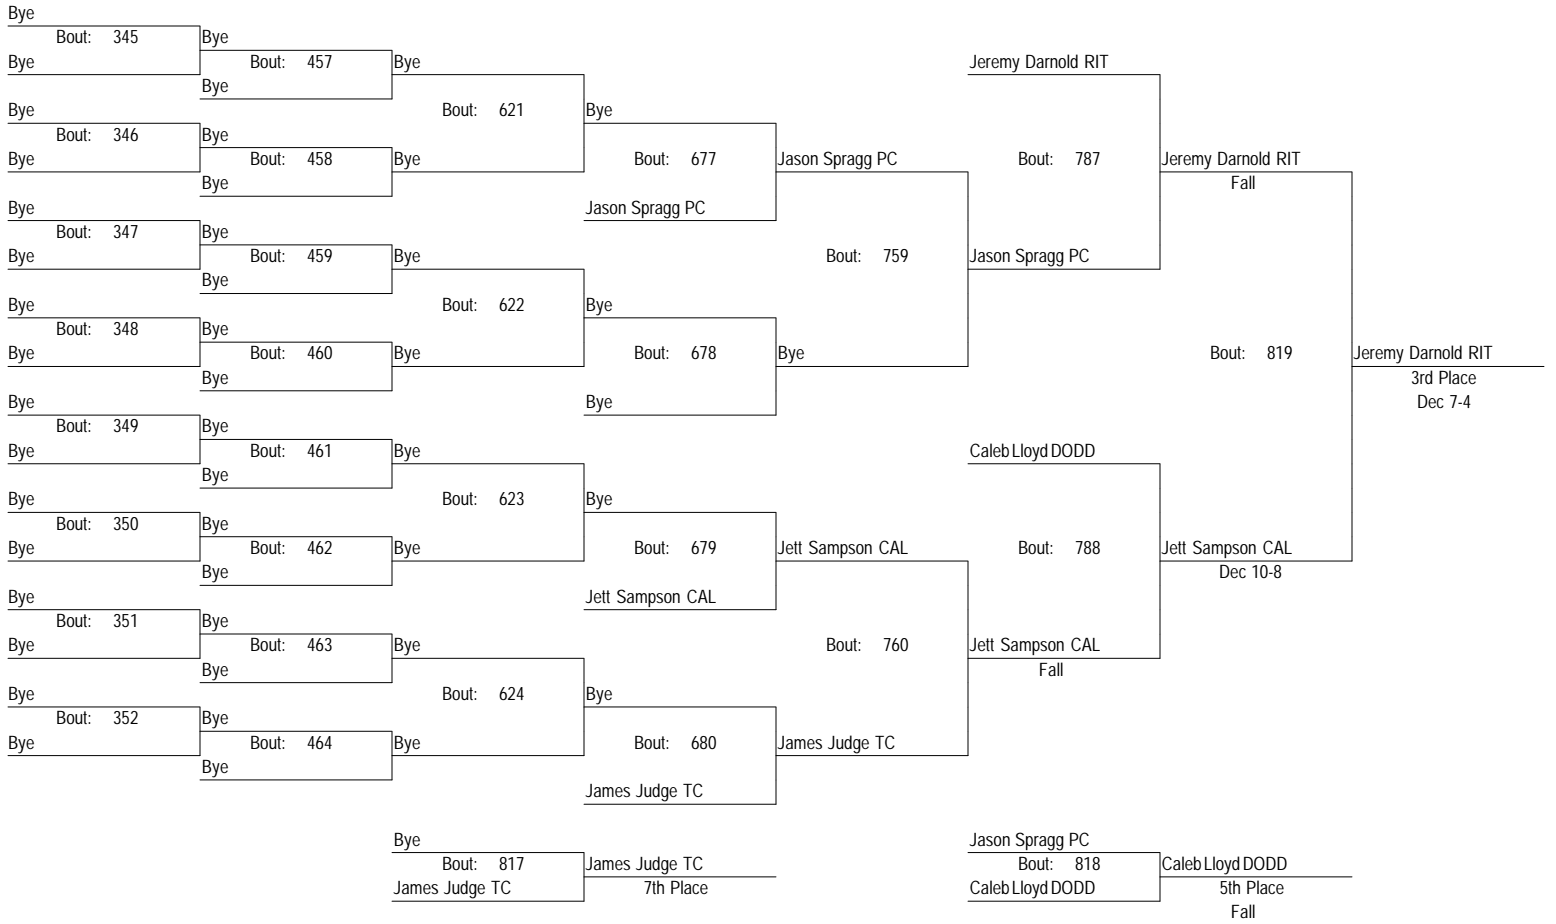 Bye
Bout: 345 Bye
Bye Bout: 457 Bye Jeremy Darnold RIT
Bye
Bye Bout: 621 Bye
Bout: 346 Bye
Bye Bout: 458 Bye Bout: 677 Jason Spragg PC Bout: 787 Jeremy Darnold RIT
Bye Fall
Bye Jason Spragg PC
Bout: 347 Bye
Bye Bout: 459 Bye Bout: 759 Jason Spragg PC
Bye
Bye Bout: 622 Bye
Bout: 348 Bye
Bye Bout: 460 Bye Bout: 678 Bye Bout: 819 Jeremy Darnold RIT
Bye 3rd Place
Bye Bye Dec 7-4
Bout: 349 Bye
Bye Bout: 461 Bye Caleb Lloyd DODD
Bye
Bye Bout: 623 Bye
Bout: 350 Bye
Bye Bout: 462 Bye Bout: 679 Jett Sampson CAL Bout: 788 Jett Sampson CAL
Bye Dec 10-8
Bye Jett Sampson CAL
Bout: 351 Bye
Bye Bout: 463 Bye Bout: 760 Jett Sampson CAL
Bye Fall
Bye Bout: 624 Bye
Bout: 352 Bye
Bye Bout: 464 Bye Bout: 680 James Judge TC
Bye
James Judge TC
Bye Jason Spragg PC
Bout: 817 James Judge TC Bout: 818 Caleb Lloyd DODD
James Judge TC 7th Place Caleb Lloyd DODD 5th Place
Fall